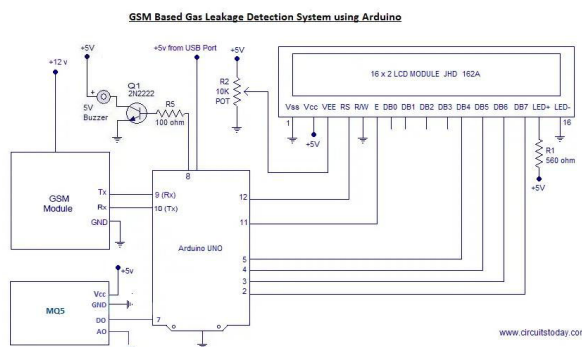 GSM Based Gas Leakage Detection System using Arduino
+5V
+5v from USB Port
+5V
+12 v
Q1
2N2222
R5
100 ohm
5V
Buzzer
R2
10K
POT
16 x 2 LCD MODULE JHD 162A
Vss Vcc VEE RS R/W E DB0 DB1 DB2 DB3 DB4 DB5 DB6 DB7 LED+ LED-
1
16
+5V
R1
560 ohm
+5V
8
GSM
Module
Tx
Rx
GND
9 (Rx)
10 (Tx)
12
11
Arduino UNO
5
4
3
2
+5v
MQ5
Vcc
GND
DO
AO
7
www.circuitstoday.com